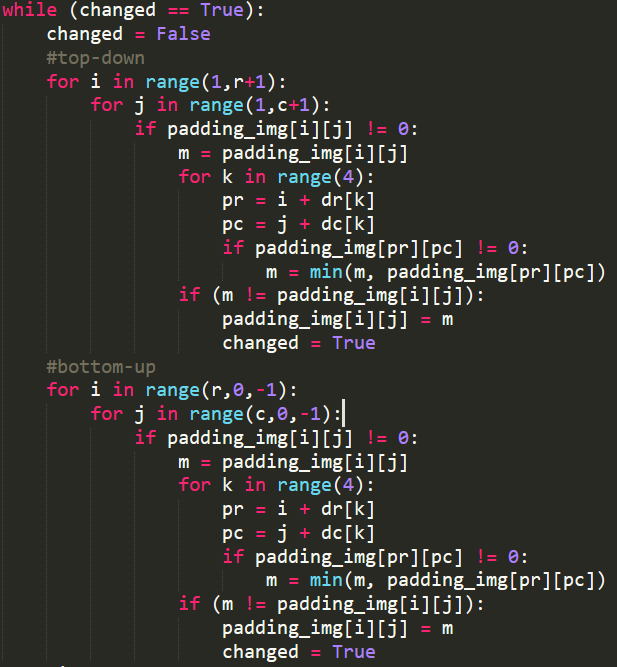 while (changed == True):
    changed = False
    #top-down
    for i in range(1,r+1):
        for j in range(1,c+1):
            if padding_img[i][j] != 0:
                m = padding_img[i][j]
                for k in range(4):
                    pr = i + dr[k]
                    pc = j + dc[k]
                    if padding_img[pr][pc] != 0:
                        m = min(m, padding_img[pr][pc])
                if (m != padding_img[i][j]):
                    padding_img[i][j] = m
                    changed = True
    #bottom-up
    for i in range(r,0,-1):
        for j in range(c,0,-1):
            if padding_img[i][j] != 0:
                m = padding_img[i][j]
                for k in range(4):
                    pr = i + dr[k]
                    pc = j + dc[k]
                    if padding_img[pr][pc] != 0:
                        m = min(m, padding_img[pr][pc])
                if (m != padding_img[i][j]):
                    padding_img[i][j] = m
                    changed = True